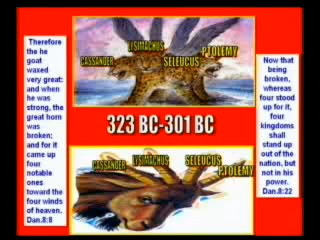 Therefore
the he
goat
waxed
very great:
and when
he was
strong, the
great horn
was
broken;
and for it
came up
four
notable
ones
toward the
four winds
of heaven.
Dan.8:8
CASSANDER
LYSIMACHUS
SELEUCUS
PTOLEMY
323 BC-301 BC
CASSANDER
LYSIMACHUS
SELEUCUS
PTOLEMY
Now that
being
broken,
whereas
four stood
up for it,
four
kingdoms
shall
stand up
out of the
nation, but
not in his
power.
Dan.8:22